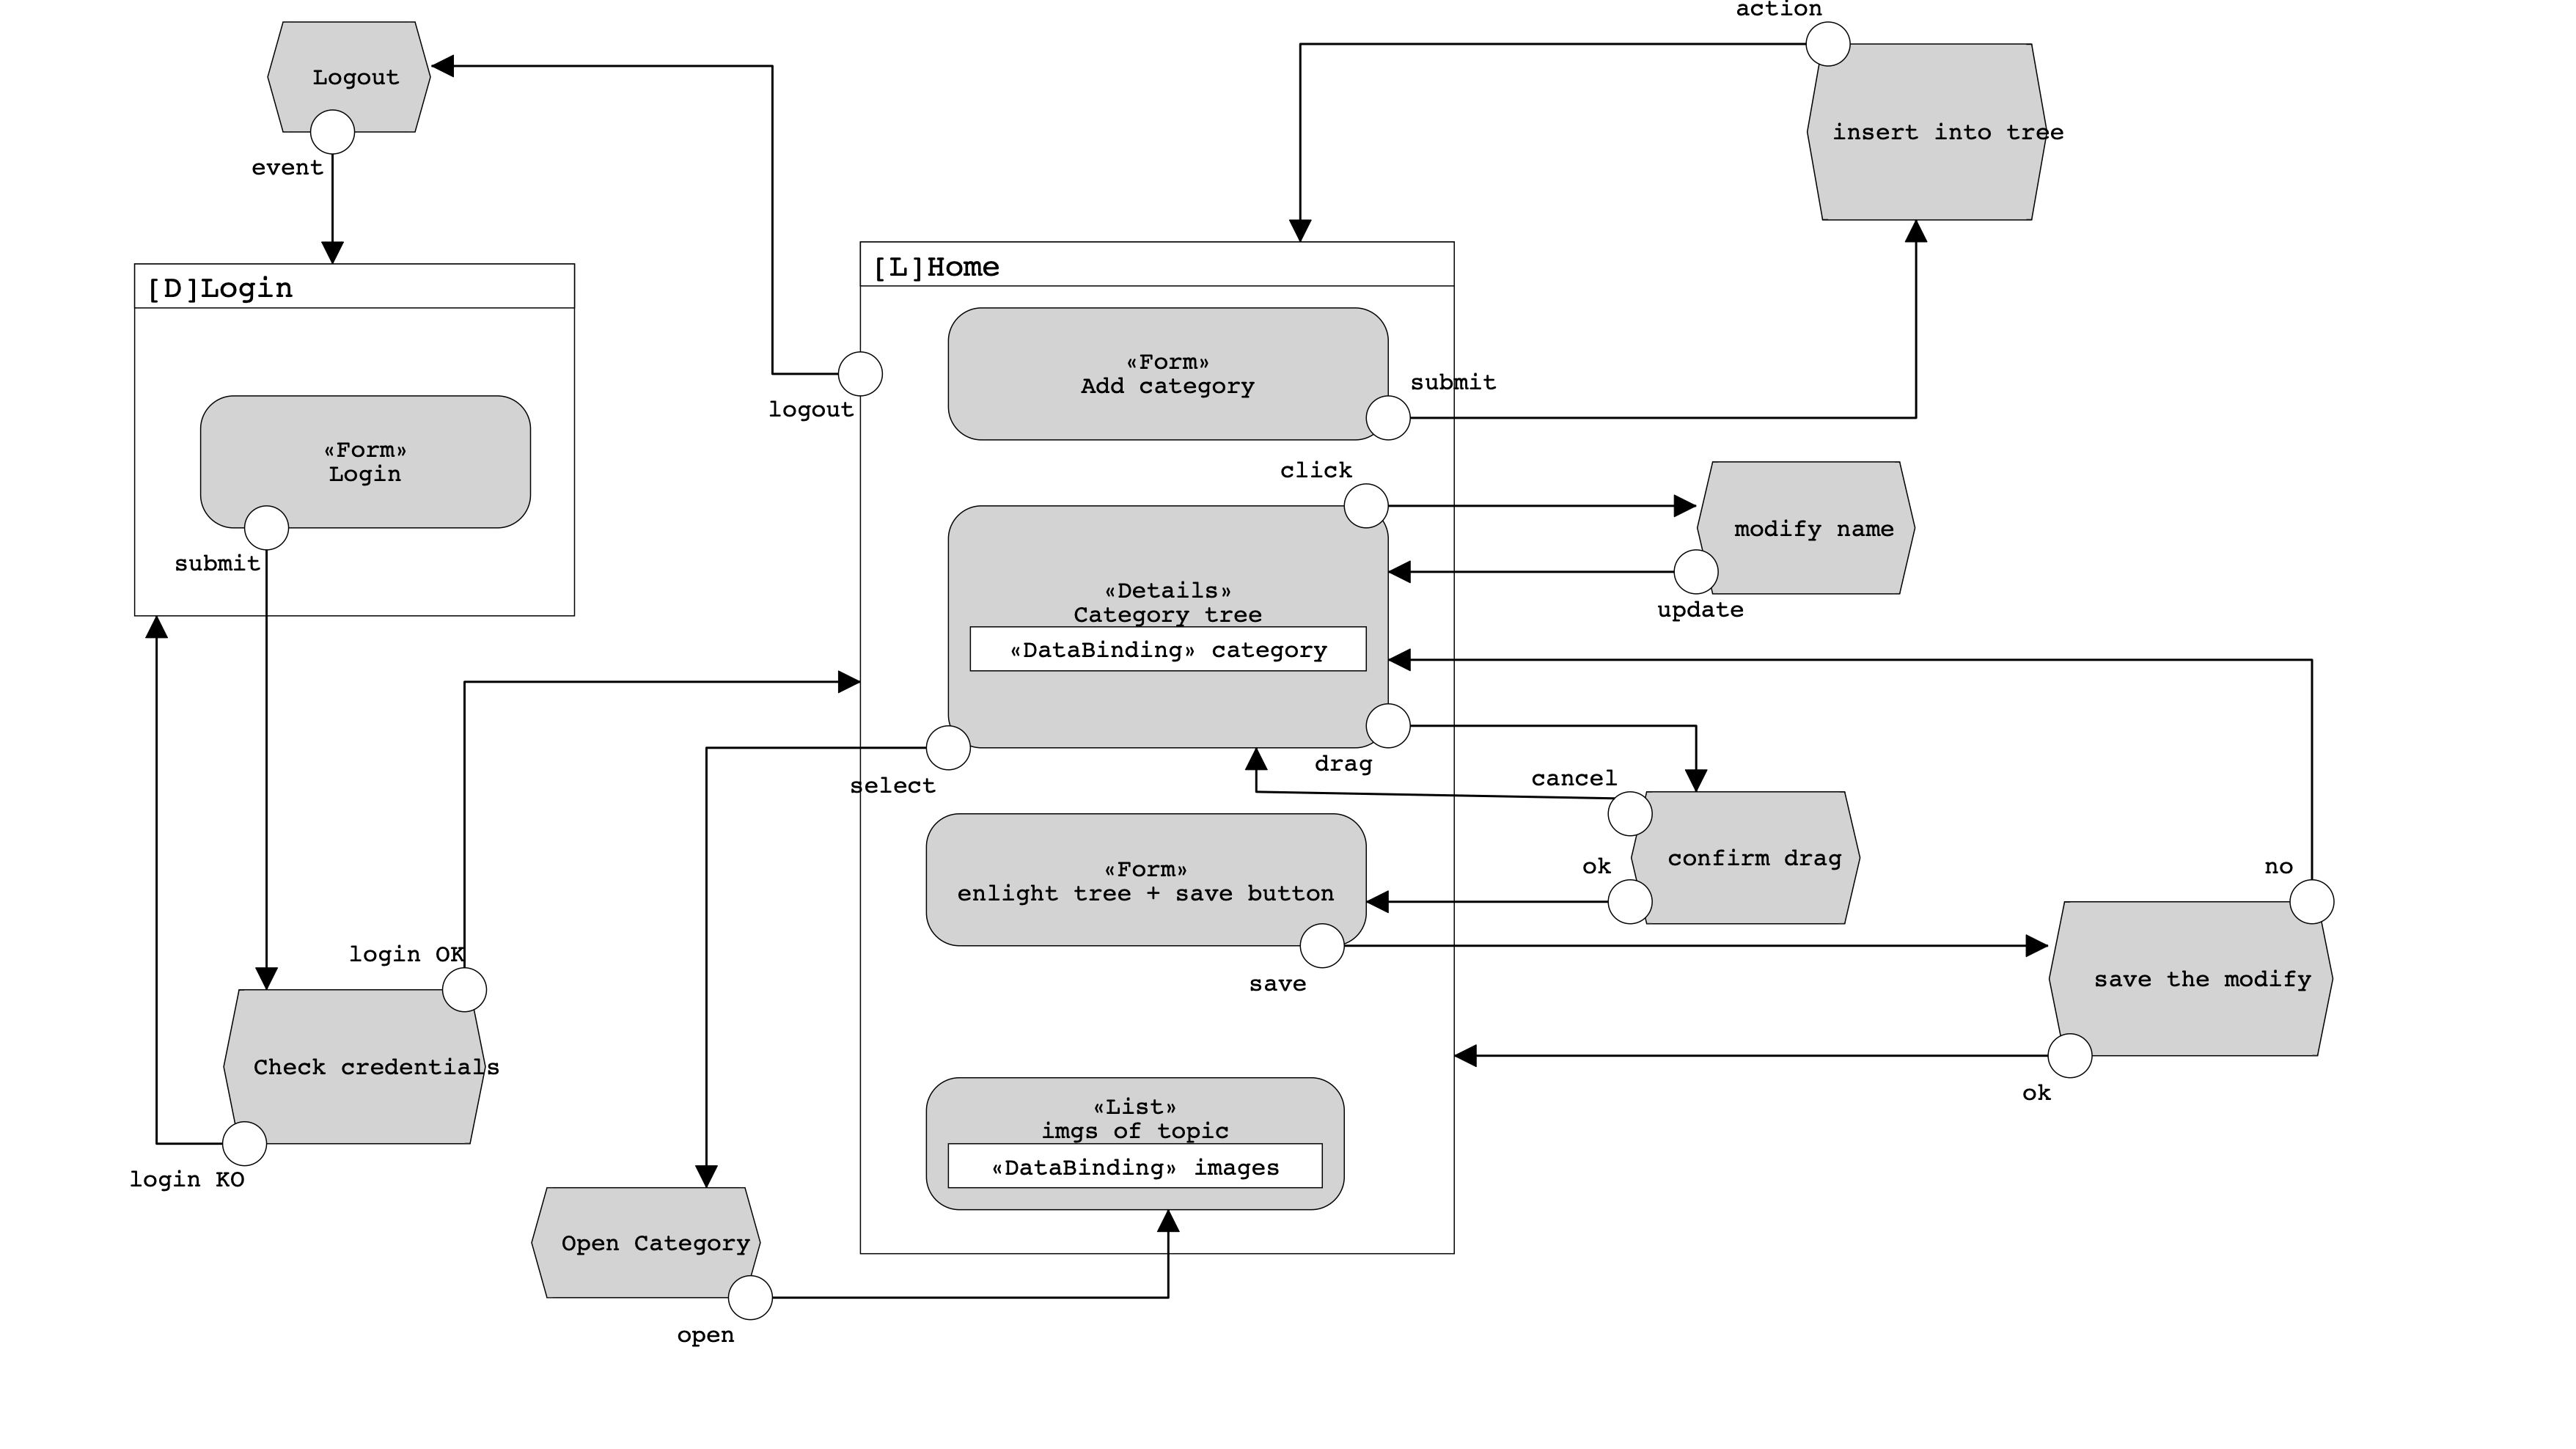 action
Logout
insert into tree
event
[L]Home
[D]Login
«Form»
Add category
submit
logout
«Form»
Login
click
modify name
submit
«Details»
Category tree
update
«DataBinding» category
drag
cancel
select
confirm drag
ok
no
«Form»
enlight tree + save button
login OK
save
save the modify
Check credentials
ok
«List»
imgs of topic
«DataBinding» images
login KO
Open Category
open